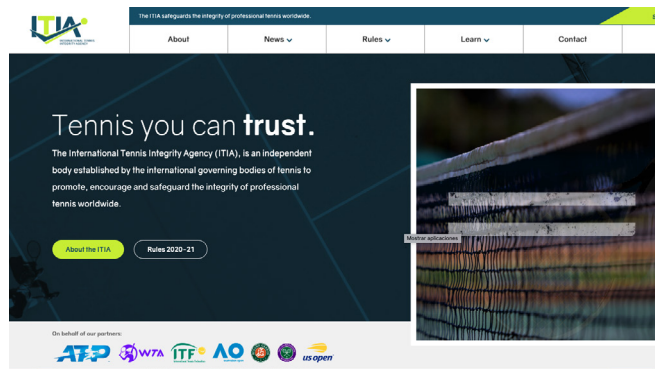 The ITIA safeguards the integrity of professional tennis worldwide.
ITIA
INTERNATIONAL TENNIS
INTEGRITY AGENCY
About
News
Rules
Learn
Contact
Tennis you can trust.
The International Tennis Integrity Agency (ITIA), is an independent
body established by the international governing bodies of tennis to
promote, encourage and safeguard the integrity of professional
tennis worldwide.
About the ITIA
Rules 2020-21
Mostrar aplicaciones
On behalf of our partners:
ATP
WTA
ITF
AO
us open